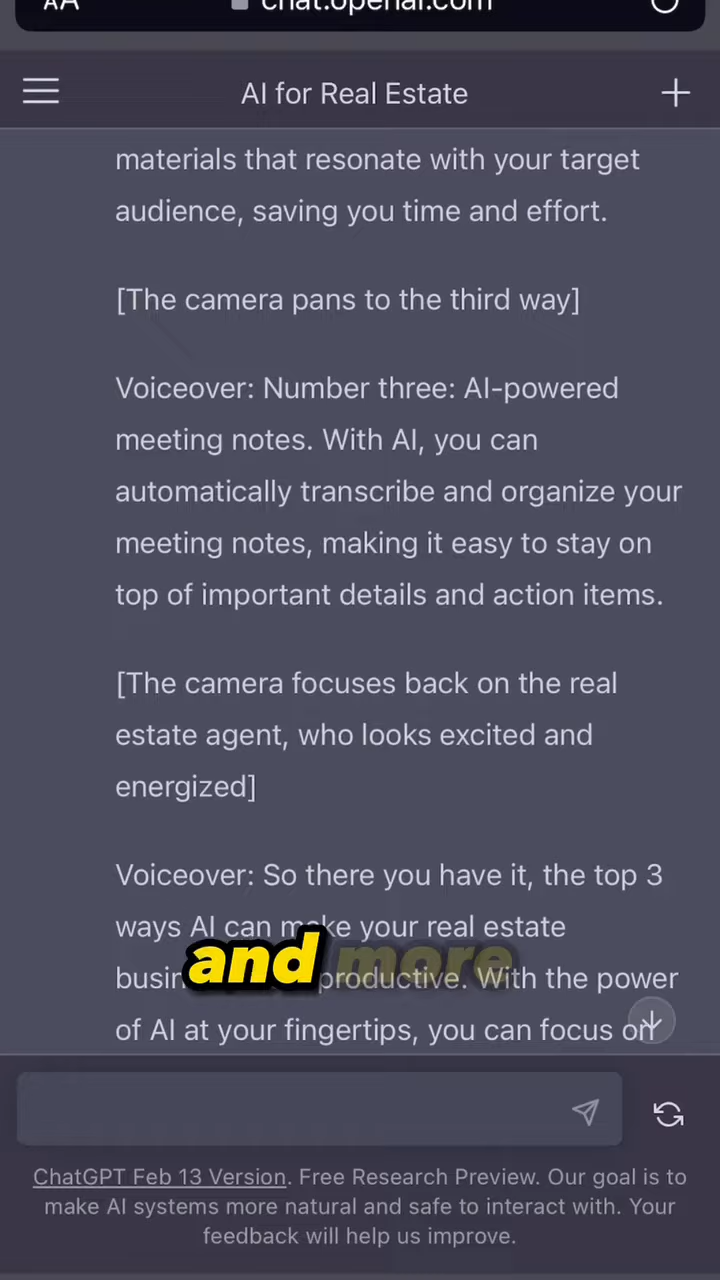 AA chat.openai.com
AI for Real Estate
materials that resonate with your target
audience, saving you time and effort.
[The camera pans to the third way]
Voiceover: Number three: AI-powered
meeting notes. With AI, you can
automatically transcribe and organize your
meeting notes, making it easy to stay on
top of important details and action items.
[The camera focuses back on the real
estate agent, who looks excited and
energized]
Voiceover: So there you have it, the top 3
ways AI can make your real estate
and more
productive. With the power
of AI at your fingertips, you can focus on
ChatGPT Feb 13 Version. Free Research Preview. Our goal is to
make AI systems more natural and safe to interact with. Your
feedback will help us improve.